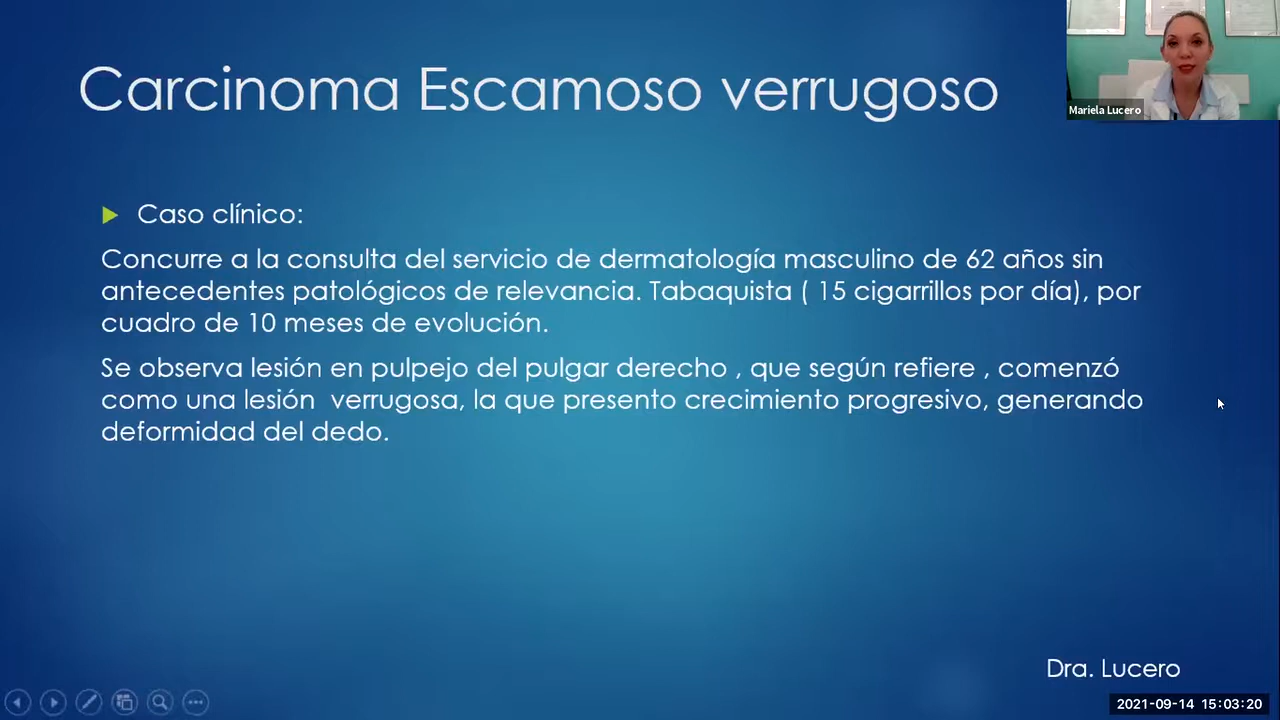 Carcinoma Escamoso verrugoso
Mariela Lucero
Caso clínico:
Concurre a la consulta del servicio de dermatología masculino de 62 años sin
antecedentes patológicos de relevancia. Tabaquista ( 15 cigarrillos por día), por
cuadro de 10 meses de evolución.
Se observa lesión en pulpejo del pulgar derecho , que según refiere , comenzó
como una lesión  verrugosa, la que presento crecimiento progresivo, generando
deformidad del dedo.
Dra. Lucero
2021-09-14 15:03:20